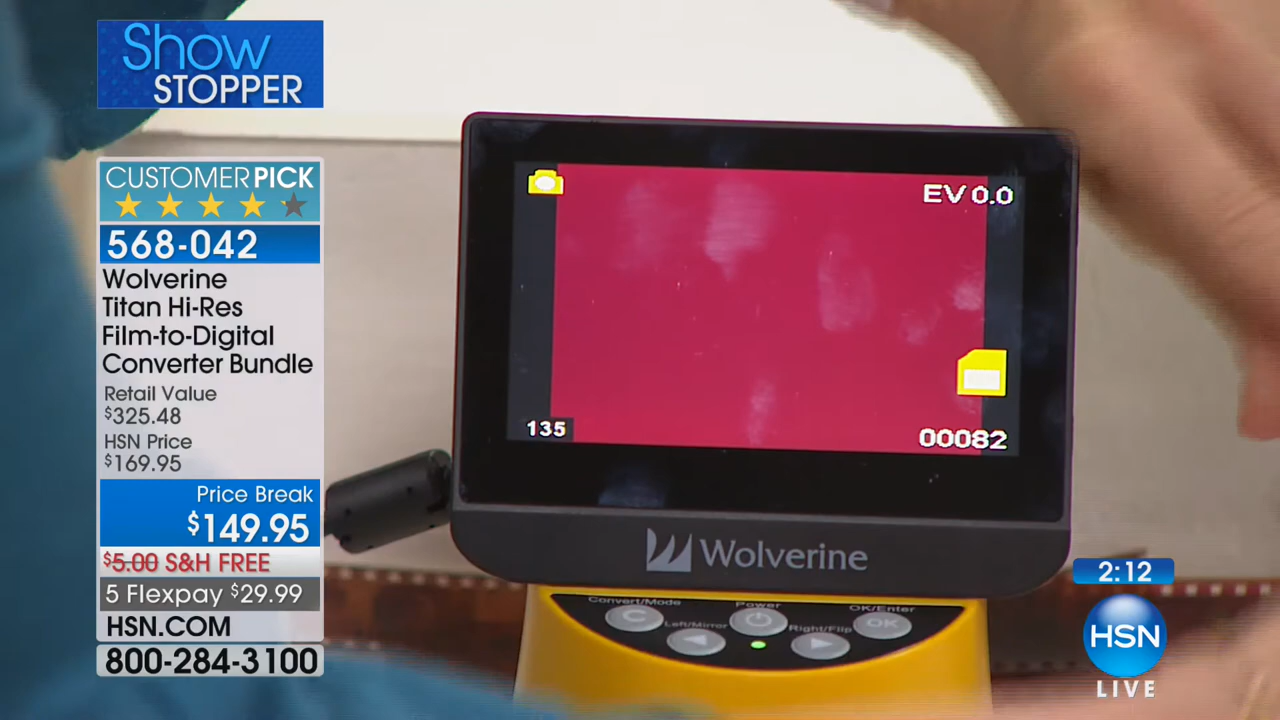 Show
STOPPER
CUSTOMER PICK
568-042
Wolverine
Titan Hi-Res
Film-to-Digital
Converter Bundle
Retail Value
$325.48
HSN Price
$169.95
Price Break
$149.95
$5.00 S&H FREE
5 Flexpay $29.99
HSN.COM
800-284-3100
EV 0.0
135
00082
Wolverine
Convert/Mode
Power
OK/Enter
C
OK
Left/Mirror
Right/Flip
2:12
HSN
LIVE